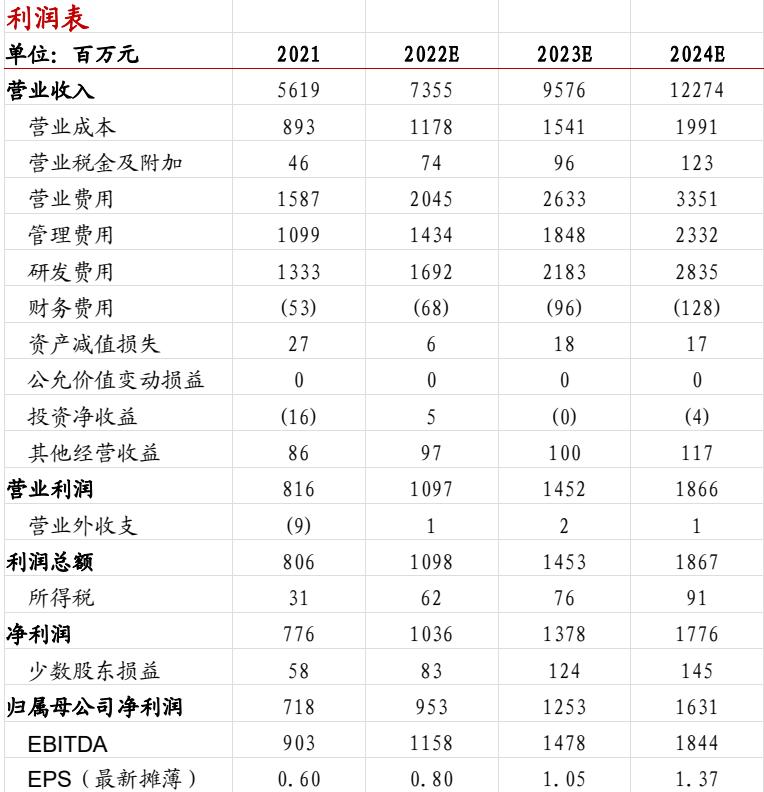 利润表
单位：百万元 2021 2022E 2023E 2024E
营业收入 5619 7355 9576 12274
营业成本 893 1178 1541 1991
营业税金及附加 46 74 96 123
营业费用 1587 2045 2633 3351
管理费用 1099 1434 1848 2332
研发费用 1333 1692 2183 2835
财务费用 (53) (68) (96) (128)
资产减值损失 27 6 18 17
公允价值变动损益 0 0 0 0
投资净收益 (16) 5 (0) (4)
其他经营收益 86 97 100 117
营业利润 816 1097 1452 1866
营业外收支 (9) 1 2 1
利润总额 806 1098 1453 1867
所得税 31 62 76 91
净利润 776 1036 1378 1776
少数股东损益 58 83 124 145
归属母公司净利润 718 953 1253 1631
EBITDA 903 1158 1478 1844
EPS（最新摊薄） 0.60 0.80 1.05 1.37